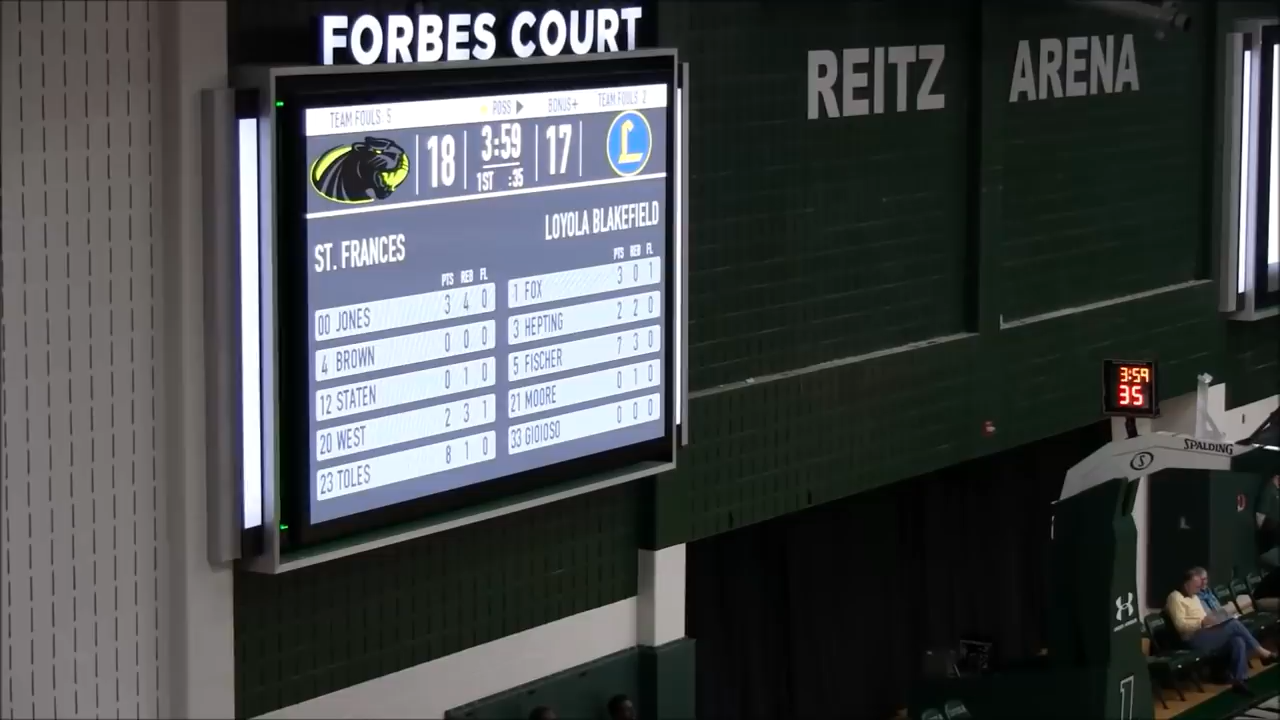 FORBES COURT
REITZ ARENA
TEAM FOULS 5 POSS BONUS+ TEAM FOULS 2
18 3:59 17 L
1ST :35
ST. FRANCES LOYOLA BLAKEFIELD
PTS REB FL
00 JONES 3 4 0
4 BROWN 0 0 0
12 STATEN 0 1 0
20 WEST 2 3 1
23 TOLES 8 1 0
PTS REB FL
1 FOX 3 0 1
3 HEPTING 2 2 0
5 FISCHER 7 3 0
21 MOORE 0 1 0
33 GIOIOSO 0 0 0
3:59
35
SPALDING
S
1